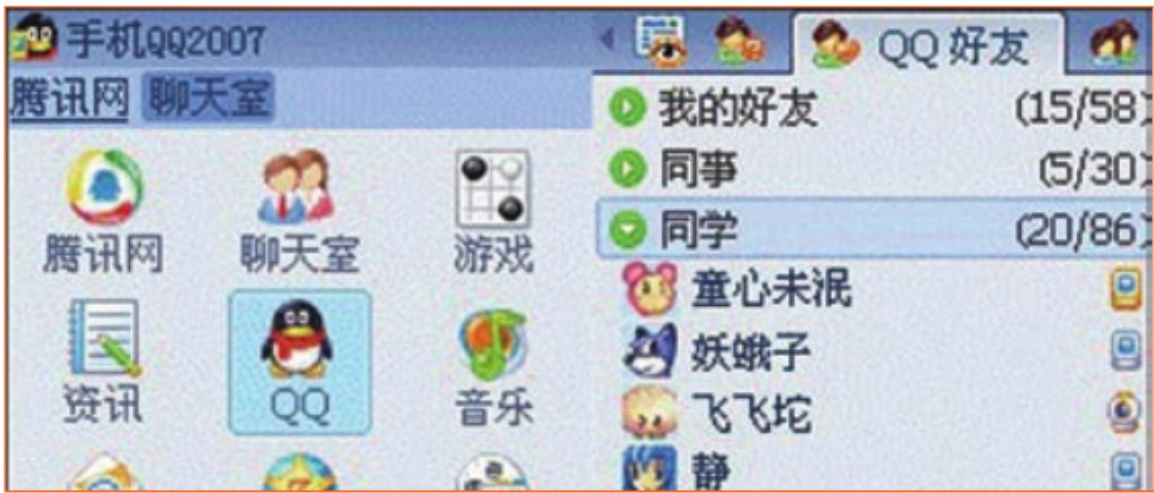 手机QQ2007
腾讯网 聊天室
腾讯网 聊天室 游戏
资讯 QQ 音乐
QQ好友
我的好友 (15/58)
同事 (5/30)
同学 (20/86)
童心未泯
妖蛾子
飞飞坨
静